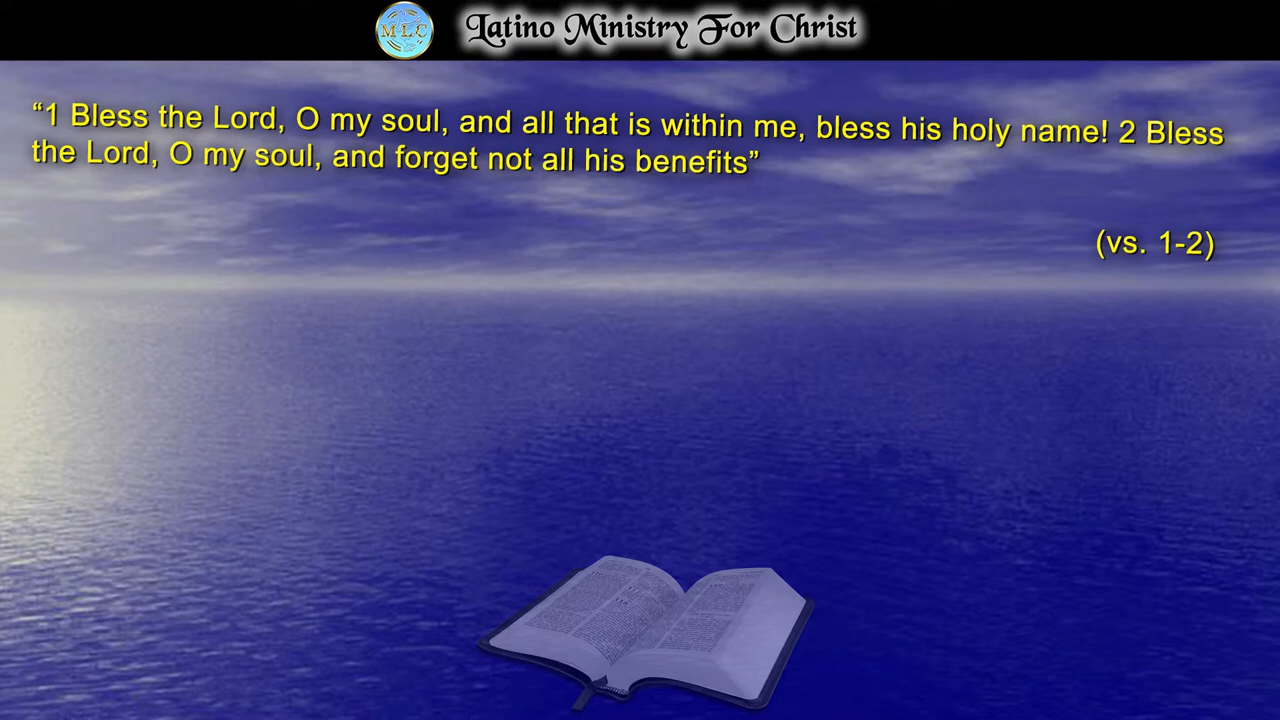 MLC
Latino Ministry For Christ
“1 Bless the Lord, O my soul, and all that is within me, bless his holy name! 2 Bless
the Lord, O my soul, and forget not all his benefits”
(vs. 1-2)